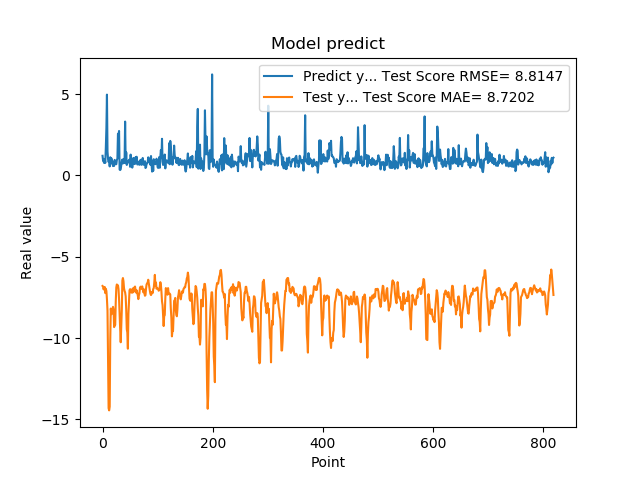 Model predict
Predict y... Test Score RMSE= 8.8147
Test y... Test Score MAE= 8.7202
Real value
5
0
−5
−10
−15
0 200 400 600 800
Point